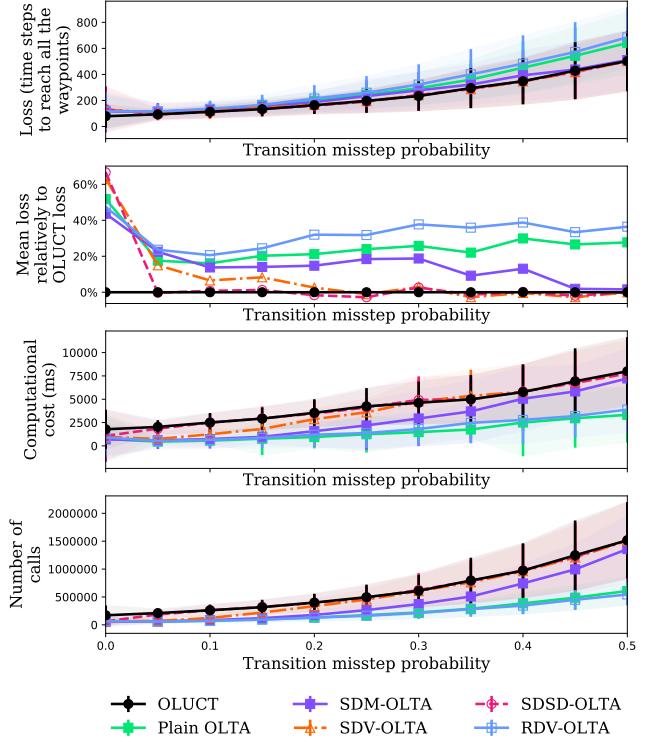 Loss (time steps
to reach all the
waypoints)
800
600
400
200
0
Transition misstep probability
Mean loss
relatively to
OLUCT loss
60%
40%
20%
0%
Transition misstep probability
Computational
cost (ms)
10000
7500
5000
2500
0
Transition misstep probability
Number of
calls
2000000
1500000
1000000
500000
0
0.0 0.1 0.2 0.3 0.4 0.5
Transition misstep probability
OLUCT SDM-OLTA SDSD-OLTA
Plain OLTA SDV-OLTA RDV-OLTA